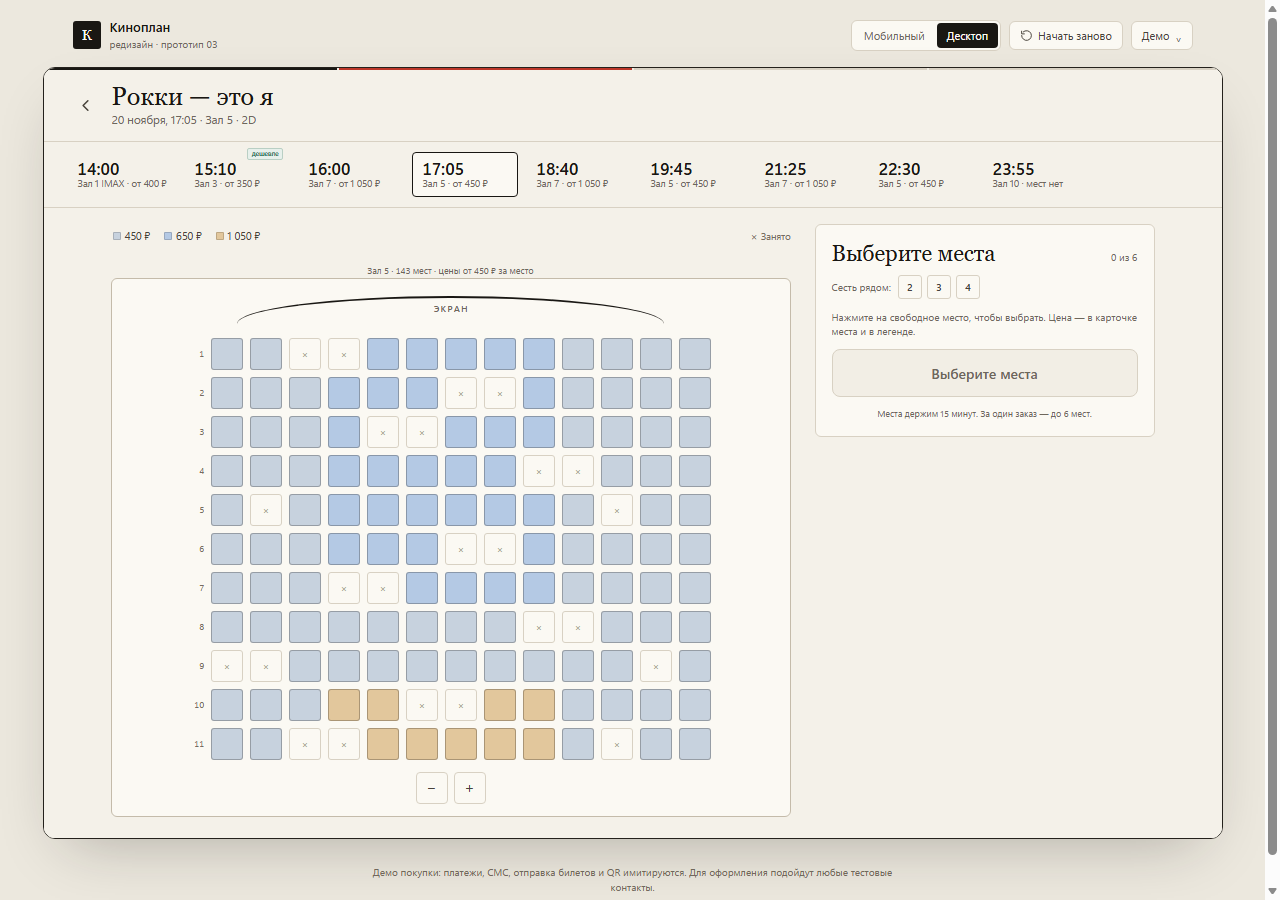 К
Киноплан
редизайн · прототип 03
Мобильный
Десктоп
Начать заново
Демо
Рокки — это я
20 ноября, 17:05 · Зал 5 · 2D
14:00
Зал 1 IMAX · от 400 ₽
дешевле
15:10
Зал 3 · от 350 ₽
16:00
Зал 7 · от 1 050 ₽
17:05
Зал 5 · от 450 ₽
18:40
Зал 7 · от 1 050 ₽
19:45
Зал 5 · от 450 ₽
21:25
Зал 7 · от 1 050 ₽
22:30
Зал 5 · от 450 ₽
23:55
Зал 10 · мест нет
450 ₽
650 ₽
1 050 ₽
× Занято
Зал 5 · 143 мест · цены от 450 ₽ за место
ЭКРАН
1 × ×
2 × ×
3 × ×
4 × ×
5 × ×
6 × ×
7 × ×
8 × ×
9 × × ×
10 × ×
11 × × ×
− +
Выберите места
0 из 6
Сесть рядом: 2 3 4
Нажмите на свободное место, чтобы выбрать. Цена — в карточке
места и в легенде.
Выберите места
Места держим 15 минут. За один заказ — до 6 мест.
Демо покупки: платежи, СМС, отправка билетов и QR имитируются. Для оформления подойдут любые тестовые
контакты.